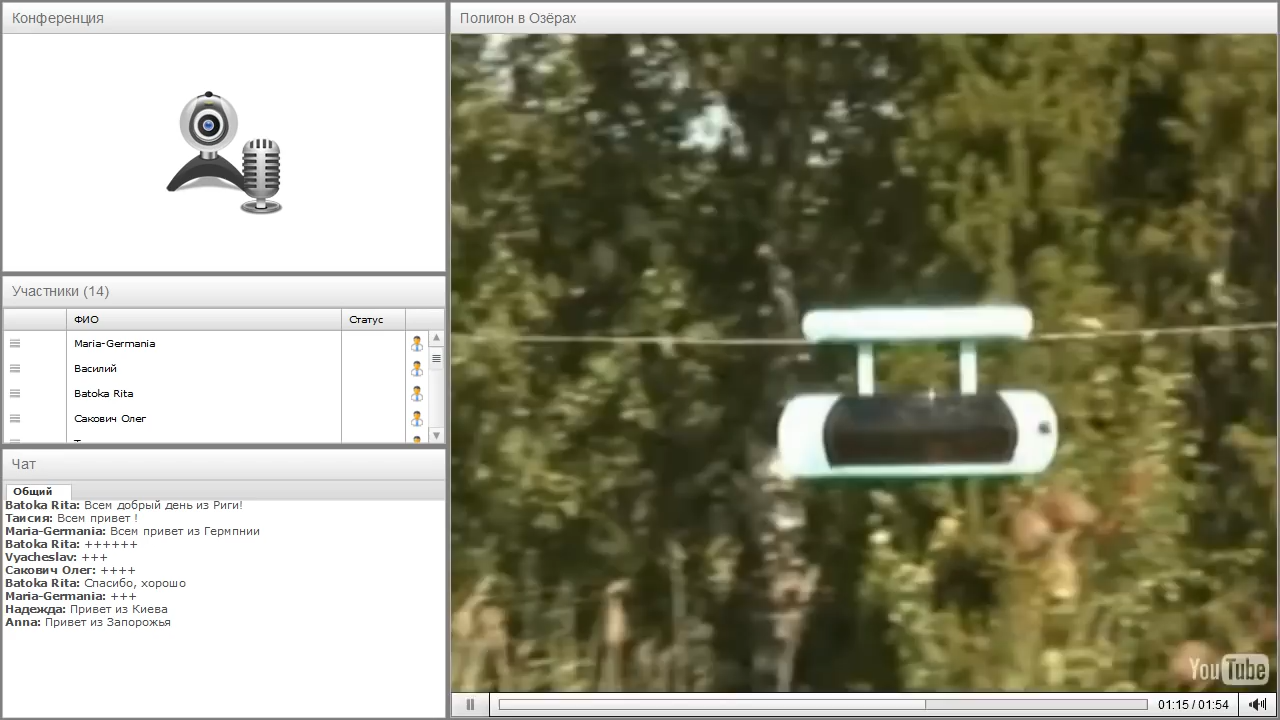 Конференция
Полигон в Озёрах
Участники (14)
ФИО Статус
Maria-Germania
Василий
Batoka Rita
Сакович Олег
Чат
Общий
Batoka Rita: Всем добрый день из Риги!
Таисия: Всем привет !
Maria-Germania: Всем привет из Гермпнии
Batoka Rita: ++++++
Vyacheslav: +++
Сакович Олег: ++++
Batoka Rita: Спасибо, хорошо
Maria-Germania: +++
Надежда: Привет из Киева
Anna: Привет из Запорожья
YouTube
01:15 / 01:54